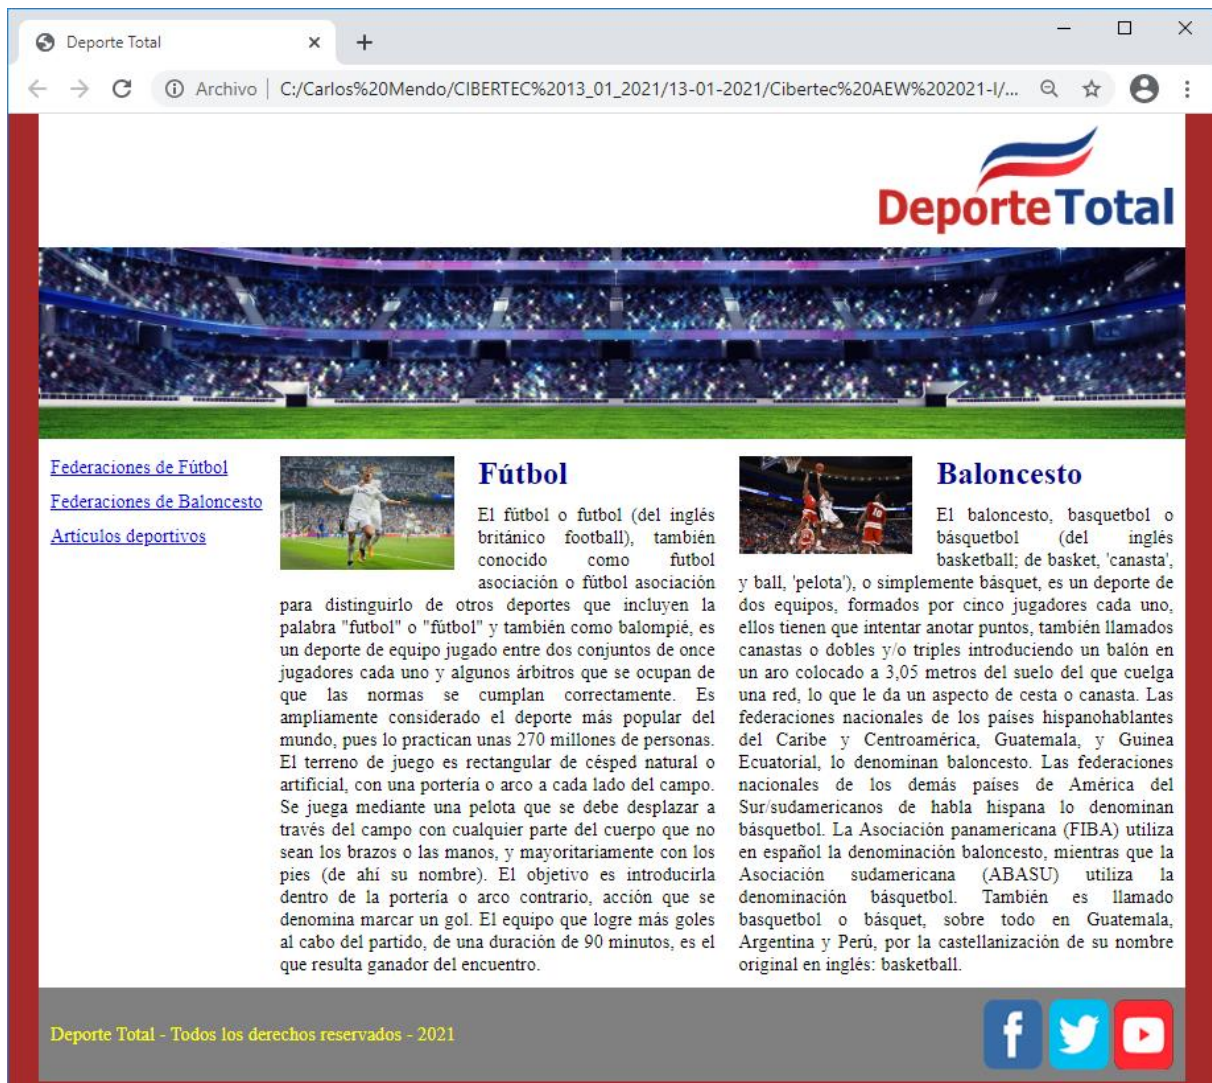 Deporte Total
Archivo
C:/Carlos%20Mendo/CIBERTEC%2013_01_2021/13-01-2021/Cibertec%20AEW%202021-I/...
Deporte Total
Federaciones de Fútbol
Federaciones de Baloncesto
Artículos deportivos
Fútbol
El fútbol o futbol (del inglés
británico football), también
conocido como futbol
asociación o fútbol asociación
para distinguirlo de otros deportes que incluyen la
palabra "futbol" o "fútbol" y también como balompié, es
un deporte de equipo jugado entre dos conjuntos de once
jugadores cada uno y algunos árbitros que se ocupan de
que las normas se cumplan correctamente. Es
ampliamente considerado el deporte más popular del
mundo, pues lo practican unas 270 millones de personas.
El terreno de juego es rectangular de césped natural o
artificial, con una portería o arco a cada lado del campo.
Se juega mediante una pelota que se debe desplazar a
través del campo con cualquier parte del cuerpo que no
sean los brazos o las manos, y mayoritariamente con los
pies (de ahí su nombre). El objetivo es introducirla
dentro de la portería o arco contrario, acción que se
denomina marcar un gol. El equipo que logre más goles
al cabo del partido, de una duración de 90 minutos, es el
que resulta ganador del encuentro.
Baloncesto
El baloncesto, basquetbol o
básquetbol (del inglés
basketball; de basket, 'canasta',
y ball, 'pelota'), o simplemente básquet, es un deporte de
dos equipos, formados por cinco jugadores cada uno,
ellos tienen que intentar anotar puntos, también llamados
canastas o dobles y/o triples introduciendo un balón en
un aro colocado a 3,05 metros del suelo del que cuelga
una red, lo que le da un aspecto de cesta o canasta. Las
federaciones nacionales de los países hispanohablantes
del Caribe y Centroamérica, Guatemala, y Guinea
Ecuatorial, lo denominan baloncesto. Las federaciones
nacionales de los demás países de América del
Sur/sudamericanos de habla hispana lo denominan
básquetbol. La Asociación panamericana (FIBA) utiliza
en español la denominación baloncesto, mientras que la
Asociación sudamericana (ABASU) utiliza la
denominación básquetbol. También es llamado
basquetbol o básquet, sobre todo en Guatemala,
Argentina y Perú, por la castellanización de su nombre
original en inglés: basketball.
Deporte Total - Todos los derechos reservados - 2021